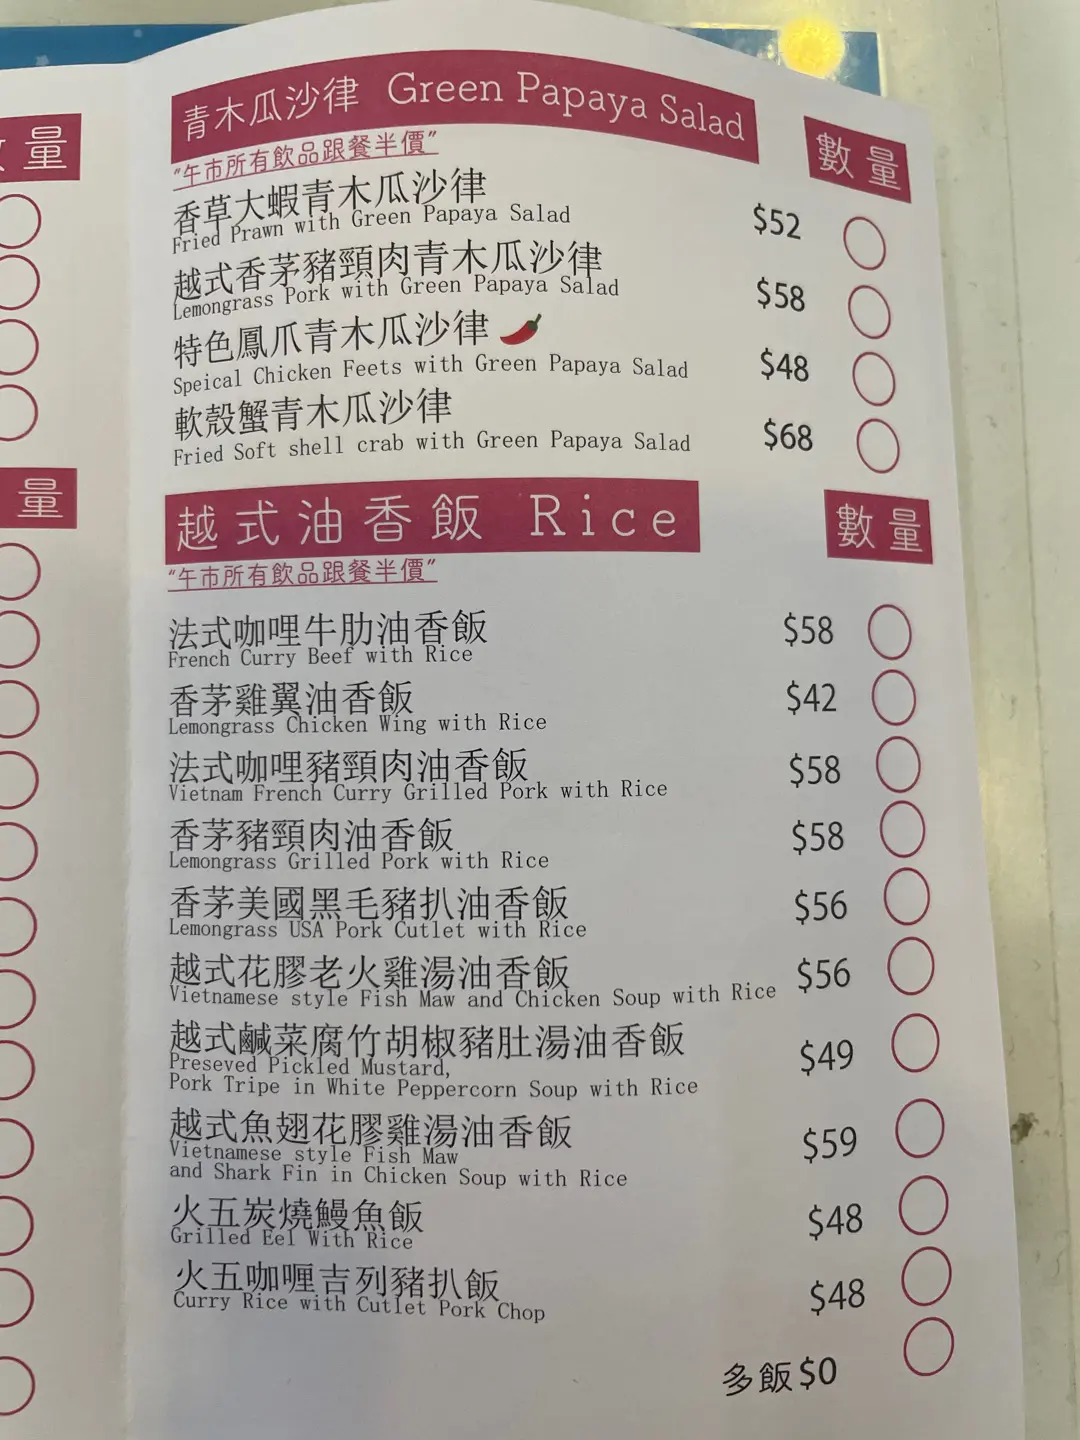 量
青木瓜沙律 Green Papaya Salad
數量
"午市所有飲品跟餐半價"
香草大蝦青木瓜沙律
Fried Prawn with Green Papaya Salad
$52
越式香茅豬頸肉青木瓜沙律
Lemongrass Pork with Green Papaya Salad
$58
特色鳳爪青木瓜沙律
Speical Chicken Feets with Green Papaya Salad
$48
軟殼蟹青木瓜沙律
Fried Soft shell crab with Green Papaya Salad
$68
量
越式油香飯 Rice
數量
"午市所有飲品跟餐半價"
法式咖哩牛肋油香飯
French Curry Beef with Rice
$58
香茅雞翼油香飯
Lemongrass Chicken Wing with Rice
$42
法式咖哩豬頸肉油香飯
Vietnam French Curry Grilled Pork with Rice
$58
香茅豬頸肉油香飯
Lemongrass Grilled Pork with Rice
$58
香茅美國黑毛豬扒油香飯
Lemongrass USA Pork Cutlet with Rice
$56
越式花膠老火雞湯油香飯
Vietnamese style Fish Maw and Chicken Soup with Rice
$56
越式鹹菜腐竹胡椒豬肚湯油香飯
Preseved Pickled Mustard,
Pork Tripe in White Peppercorn Soup with Rice
$49
越式魚翅花膠雞湯油香飯
Vietnamese style Fish Maw
and Shark Fin in Chicken Soup with Rice
$59
火五炭燒鰻魚飯
Grilled Eel With Rice
$48
火五咖喱吉列豬扒飯
Curry Rice with Cutlet Pork Chop
$48
多飯 $0